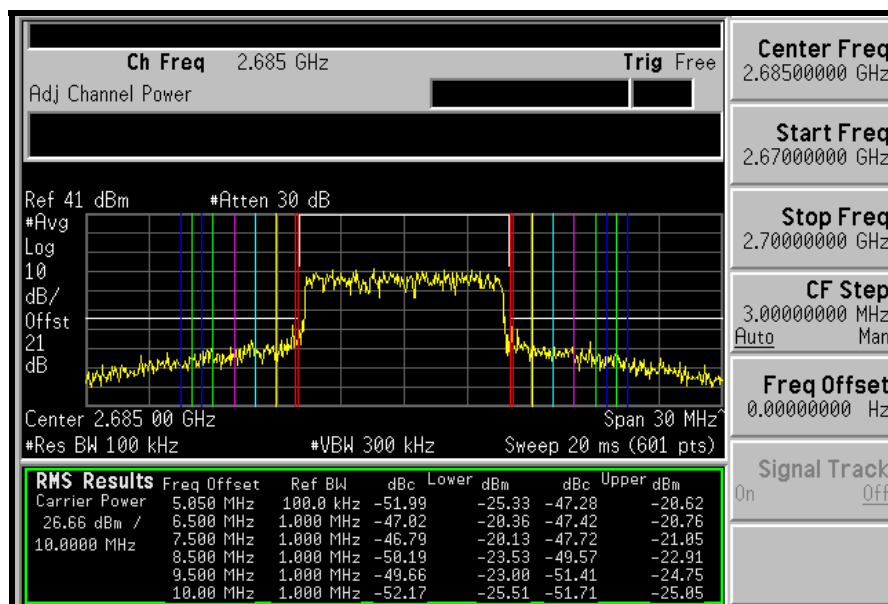 Ch Freq 2.685 GHz Trig Free
Adj Channel Power
Center Freq
2.68500000 GHz
Start Freq
2.67000000 GHz
Stop Freq
2.70000000 GHz
CF Step
3.00000000 MHz
Auto Man
Freq Offset
0.00000000 Hz
Signal Track
On Off
Ref 41 dBm #Atten 30 dB
#Avg
Log
10
dB/
Offst
21
dB
Center 2.685 00 GHz Span 30 MHz^
#Res BW 100 kHz #VBW 300 kHz Sweep 20 ms (601 pts)
RMS Results Freq Offset Ref BW dBc Lower dBm dBc Upper dBm
Carrier Power 5.050 MHz 100.0 kHz -51.99 -25.33 -47.28 -20.62
26.66 dBm / 6.500 MHz 1.000 MHz -47.02 -20.36 -47.42 -20.76
10.0000 MHz 7.500 MHz 1.000 MHz -46.79 -20.13 -47.72 -21.05
8.500 MHz 1.000 MHz -50.19 -23.53 -49.57 -22.91
9.500 MHz 1.000 MHz -49.66 -23.00 -51.41 -24.75
10.00 MHz 1.000 MHz -52.17 -25.51 -51.71 -25.05